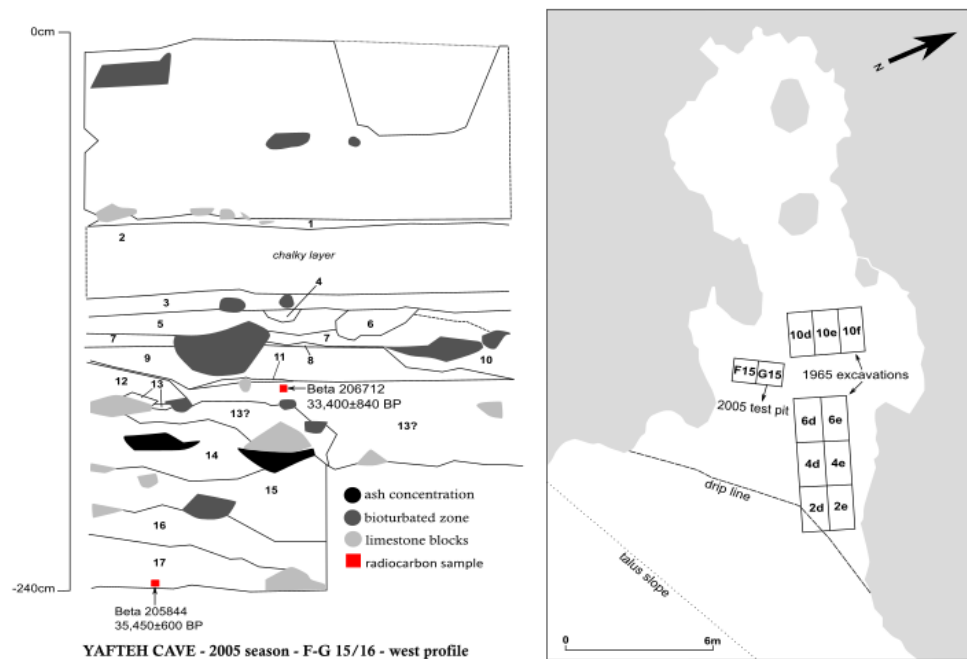 0cm
1
2
chalky layer
4
3
5
6
7
7
9
8
10
11
12
13
Beta 206712
33,400±840 BP
13?
13?
14
15
ash concentration
bioturbated zone
limestone blocks
radiocarbon sample
16
17
-240cm
Beta 205844
35,450±600 BP
YAFTEH CAVE - 2005 season - F-G 15/16 - west profile
N
10d 10e 10f
F15 G15
1965 excavations
2005 test pit
6d 6e
4d 4e
2d 2e
drip line
talus slope
0 6m